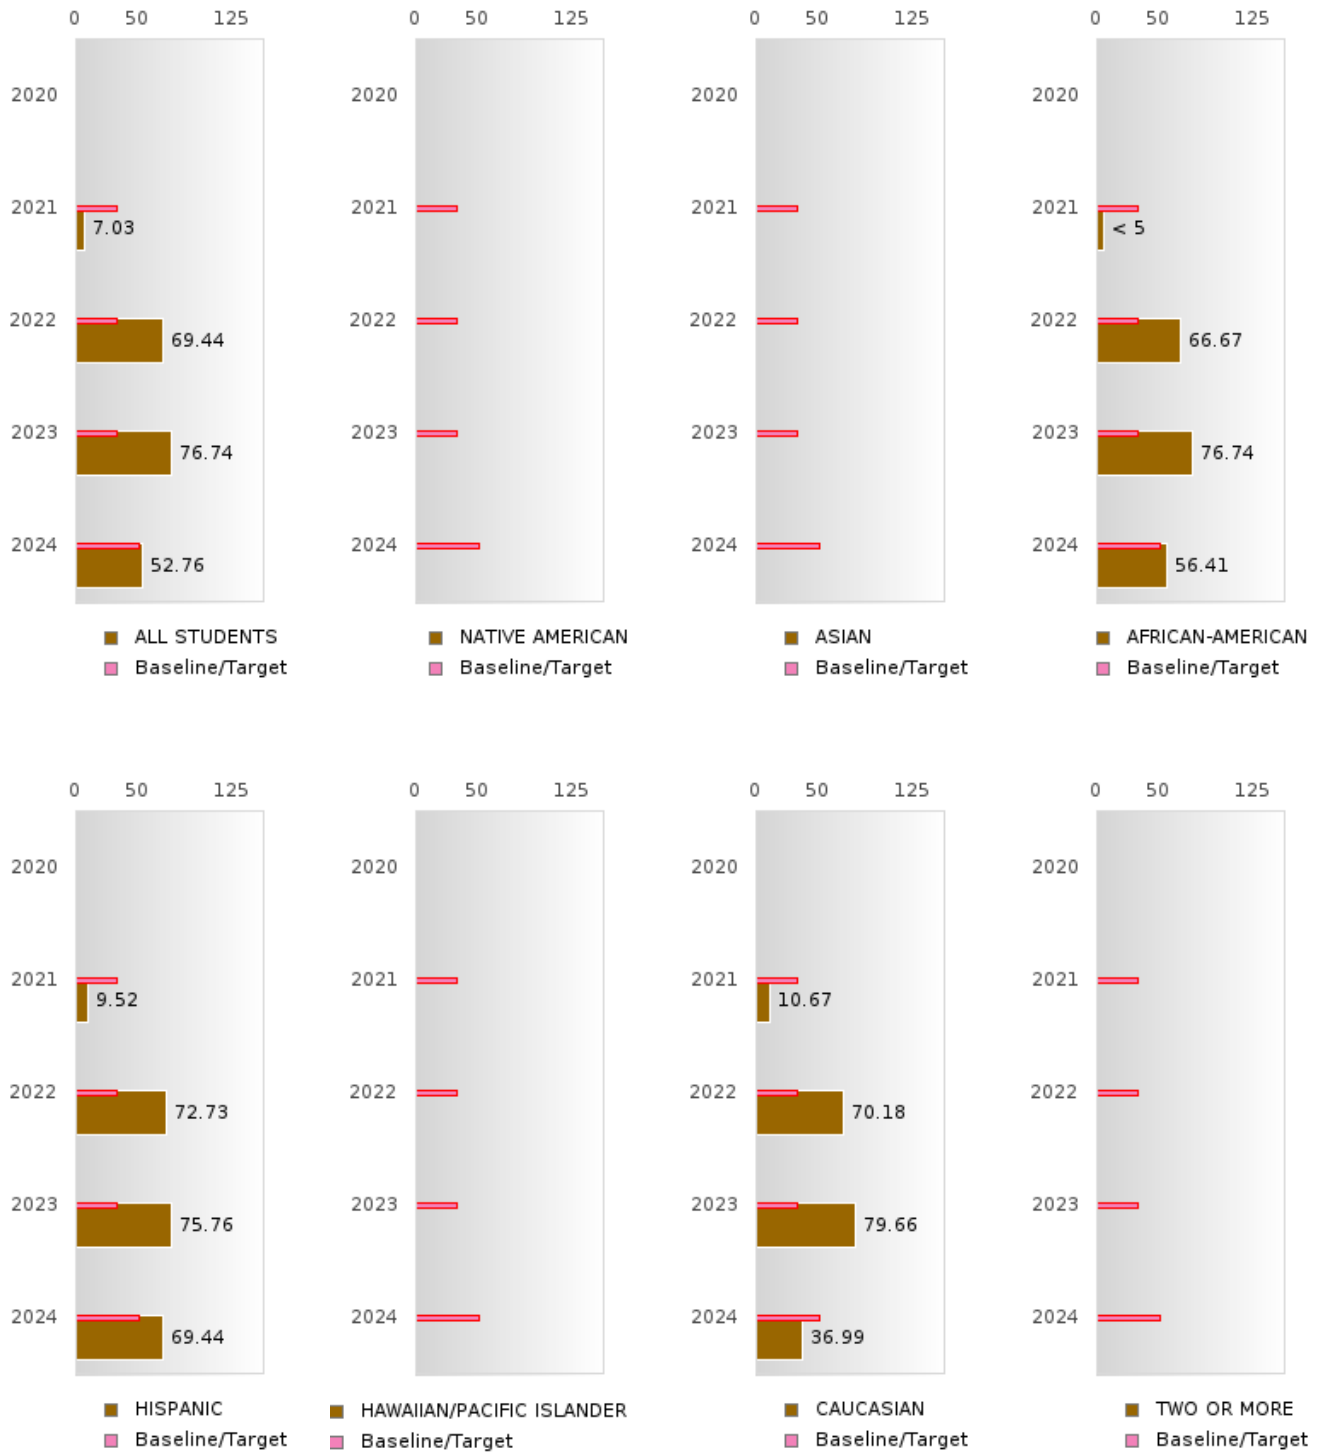 0 50 125 0 50 125 0 50 125 0 50 125
2020 2020 2020 2020
2021 2021 2021 2021
7.03 < 5
2022 2022 2022 2022
69.44 66.67
2023 2023 2023 2023
76.74 76.74
2024 2024 2024 2024
52.76 56.41
ALL STUDENTS NATIVE AMERICAN ASIAN AFRICAN-AMERICAN
Baseline/Target Baseline/Target Baseline/Target Baseline/Target
0 50 125 0 50 125 0 50 125 0 50 125
2020 2020 2020 2020
2021 2021 2021 2021
9.52 10.67
2022 2022 2022 2022
72.73 70.18
2023 2023 2023 2023
75.76 79.66
2024 2024 2024 2024
69.44 36.99
HISPANIC HAWAIIAN/PACIFIC ISLANDER CAUCASIAN TWO OR MORE
Baseline/Target Baseline/Target Baseline/Target Baseline/Target